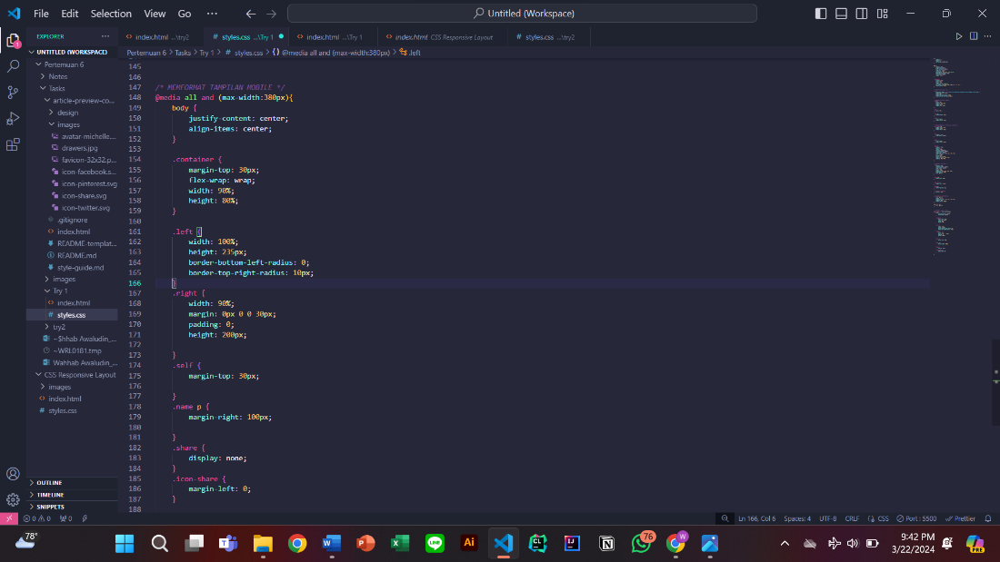 File Edit Selection View Go ··· Untitled (Workspace)
EXPLORER ···
index.html ...\try2 styles.css ...\Try 1 index.html ...\Try 1 index.html CSS Responsive Layout styles.css ...\try2
UNTITLED (WORKSPACE)
Pertemuan 6 > Tasks > Try 1 > # styles.css > {} @media all and (max-width:380px) > .left
Pertemuan 6
Notes
Tasks
article-preview-co...
design
images
avatar-michelle....
drawers.jpg
favicon-32x32.p...
icon-facebook.s...
icon-pinterest.svg
icon-share.svg
icon-twitter.svg
.gitignore
index.html
README-templat...
README.md
style-guide.md
images
Try 1
index.html
styles.css
try2
~$hhab Awaludin_...
~WRL0181.tmp
Wahhab Awaludin_...
CSS Responsive Layout
images
index.html
styles.css
OUTLINE
TIMELINE
SNIPPETS
145
146
147 /* MEMFORMAT TAMPILAN MOBILE */
148 @media all and (max-width:380px){
149 body {
150 justify-content: center;
151 align-items: center;
152 }
153
154 .container {
155 margin-top: 30px;
156 flex-wrap: wrap;
157 width: 90%;
158 height: 80%;
159 }
160
161 .left {
162 width: 100%;
163 height: 235px;
164 border-bottom-left-radius: 0;
165 border-top-right-radius: 10px;
166 }
167 .right {
168 width: 90%;
169 margin: 0px 0 0 30px;
170 padding: 0;
171 height: 200px;
172
173 }
174 .self {
175 margin-top: 30px;
176
177 }
178 .name p {
179 margin-right: 100px;
180
181 }
182 .share {
183 display: none;
184 }
185 .icon-share {
186 margin-left: 0;
187 }
188
0 0 0 Ln 166, Col 6 Spaces: 4 UTF-8 CRLF CSS Port : 5500 Prettier
78° 76 9:42 PM
3/22/2024